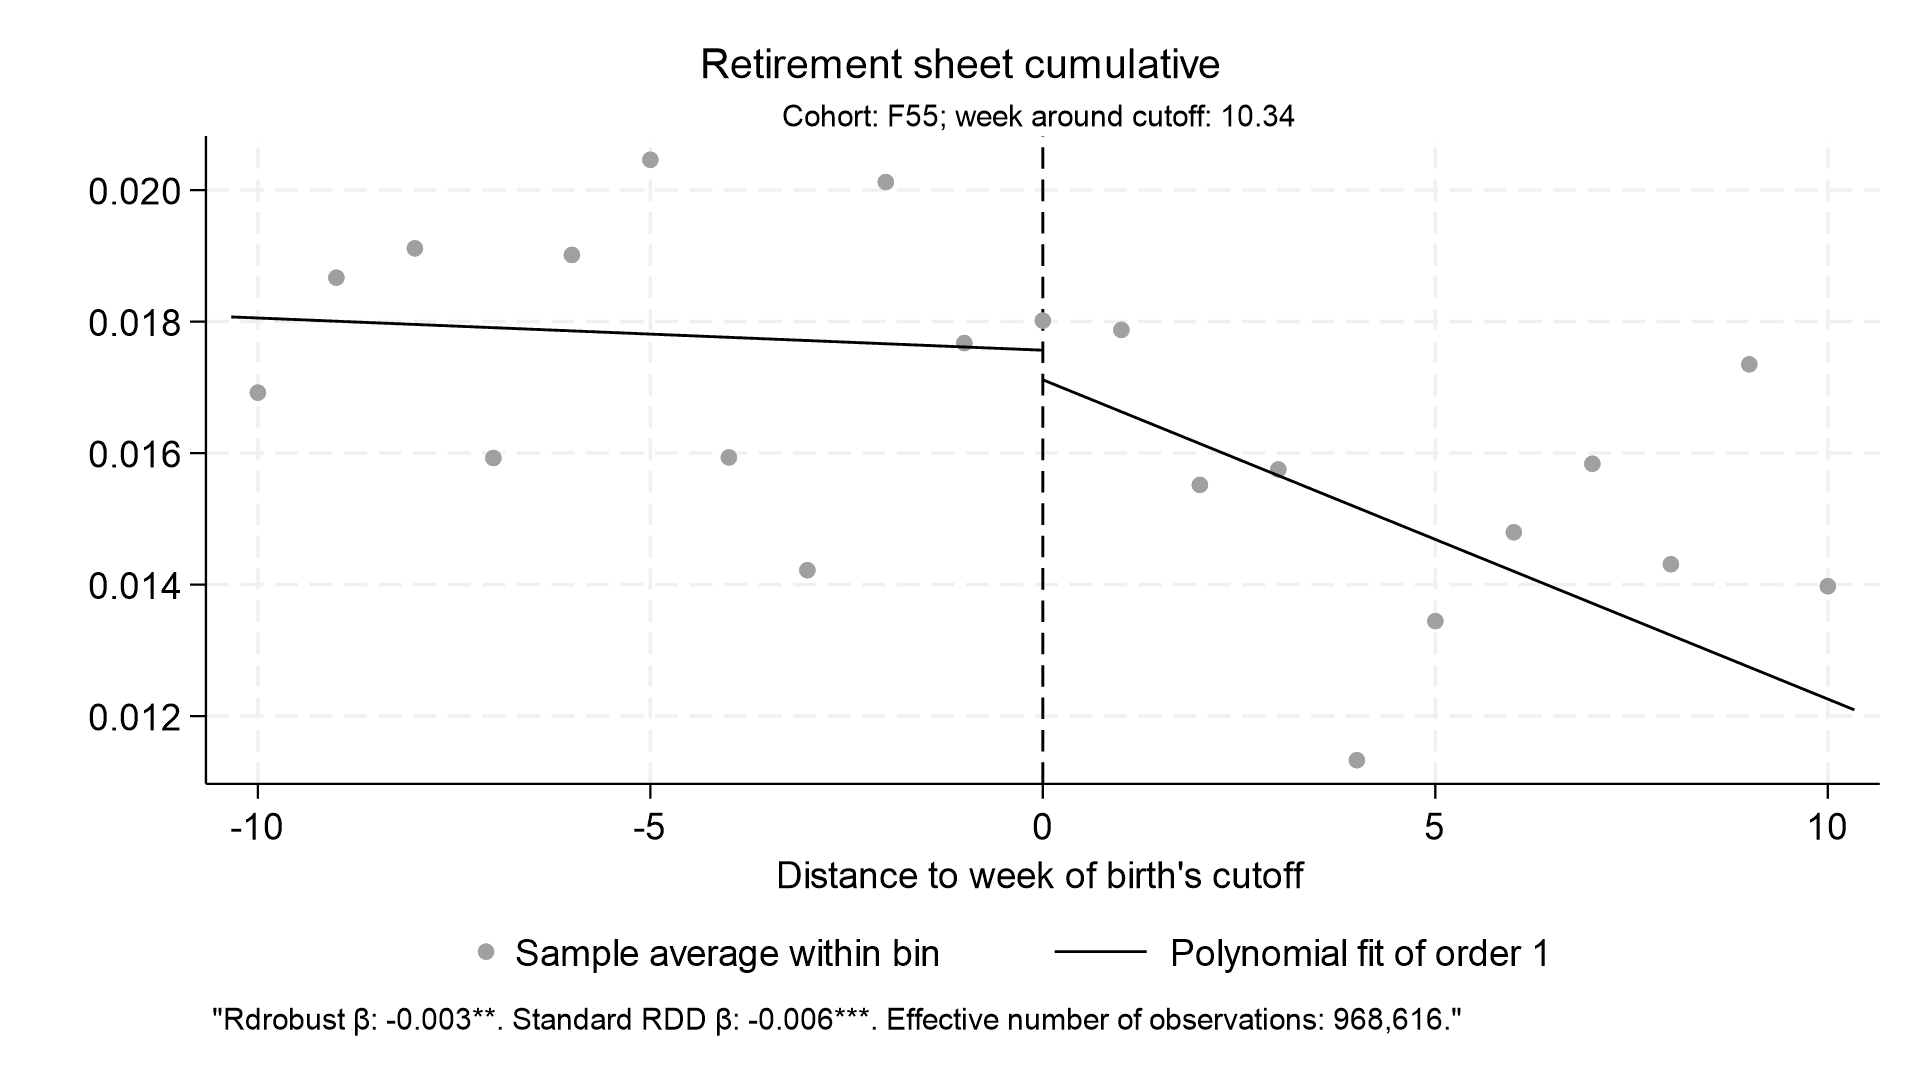 Retirement sheet cumulative
Cohort: F55; week around cutoff: 10.34
0.020
0.018
0.016
0.014
0.012
-10 -5 0 5 10
Distance to week of birth's cutoff
Sample average within bin Polynomial fit of order 1
"Rdrobust β: -0.003**. Standard RDD β: -0.006***. Effective number of observations: 968,616."